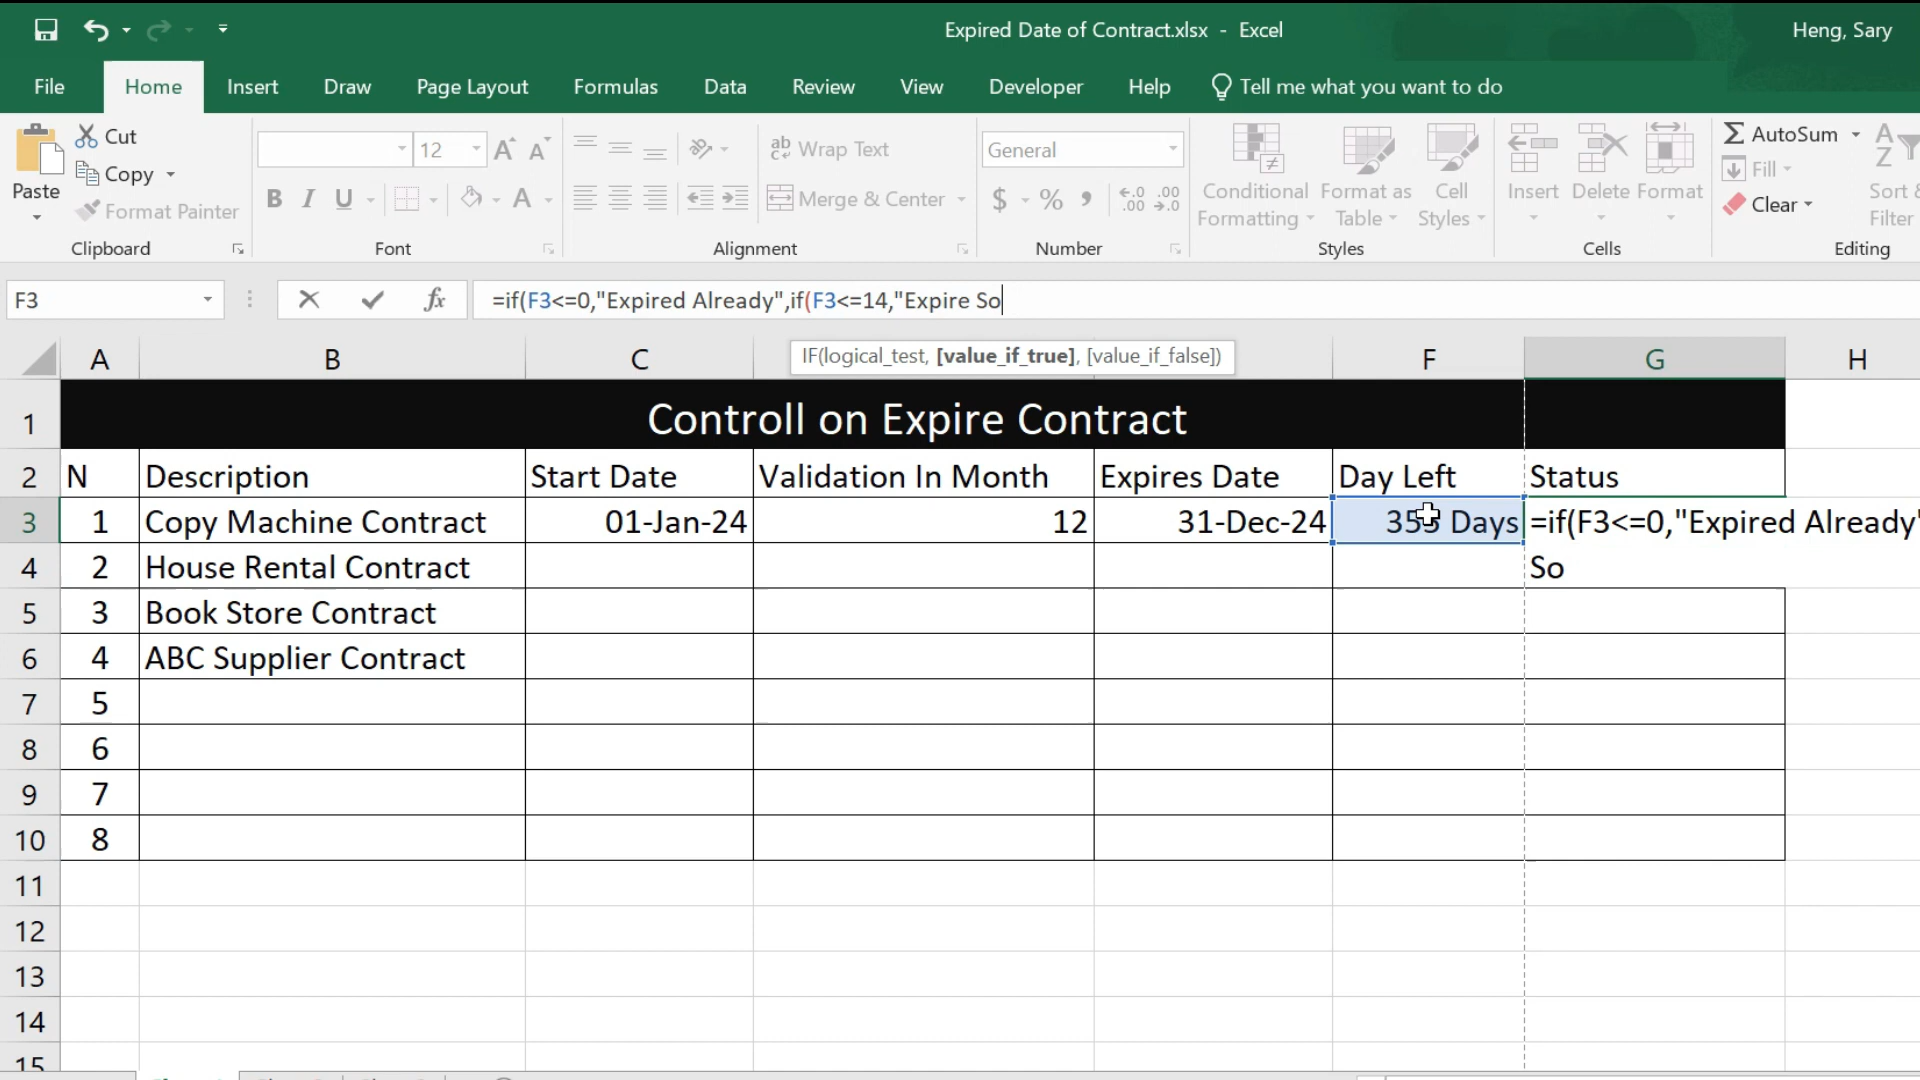 Expired Date of Contract.xlsx - Excel
Heng, Sary
File Home Insert Draw Page Layout Formulas Data Review View Developer Help Tell me what you want to do
Paste
Cut
Copy
Format Painter
Clipboard
12
B I U
Font
Wrap Text
Merge & Center
Alignment
General
$ % ,
Number
Conditional Formatting
Format as Table
Cell Styles
Styles
Insert Delete Format
Cells
AutoSum
Fill
Clear
Sort &
Filter
Editing
F3
fx
=if(F3<=0,"Expired Already",if(F3<=14,"Expire So
IF(logical_test, [value_if_true], [value_if_false])
A B C F G H
1 Controll on Expire Contract
2 N Description Start Date Validation In Month Expires Date Day Left Status
3 1 Copy Machine Contract 01-Jan-24 12 31-Dec-24 Days =if(F3<=0,"Expired Already"
4 2 House Rental Contract So
5 3 Book Store Contract
6 4 ABC Supplier Contract
7 5
8 6
9 7
10 8
11
12
13
14
15